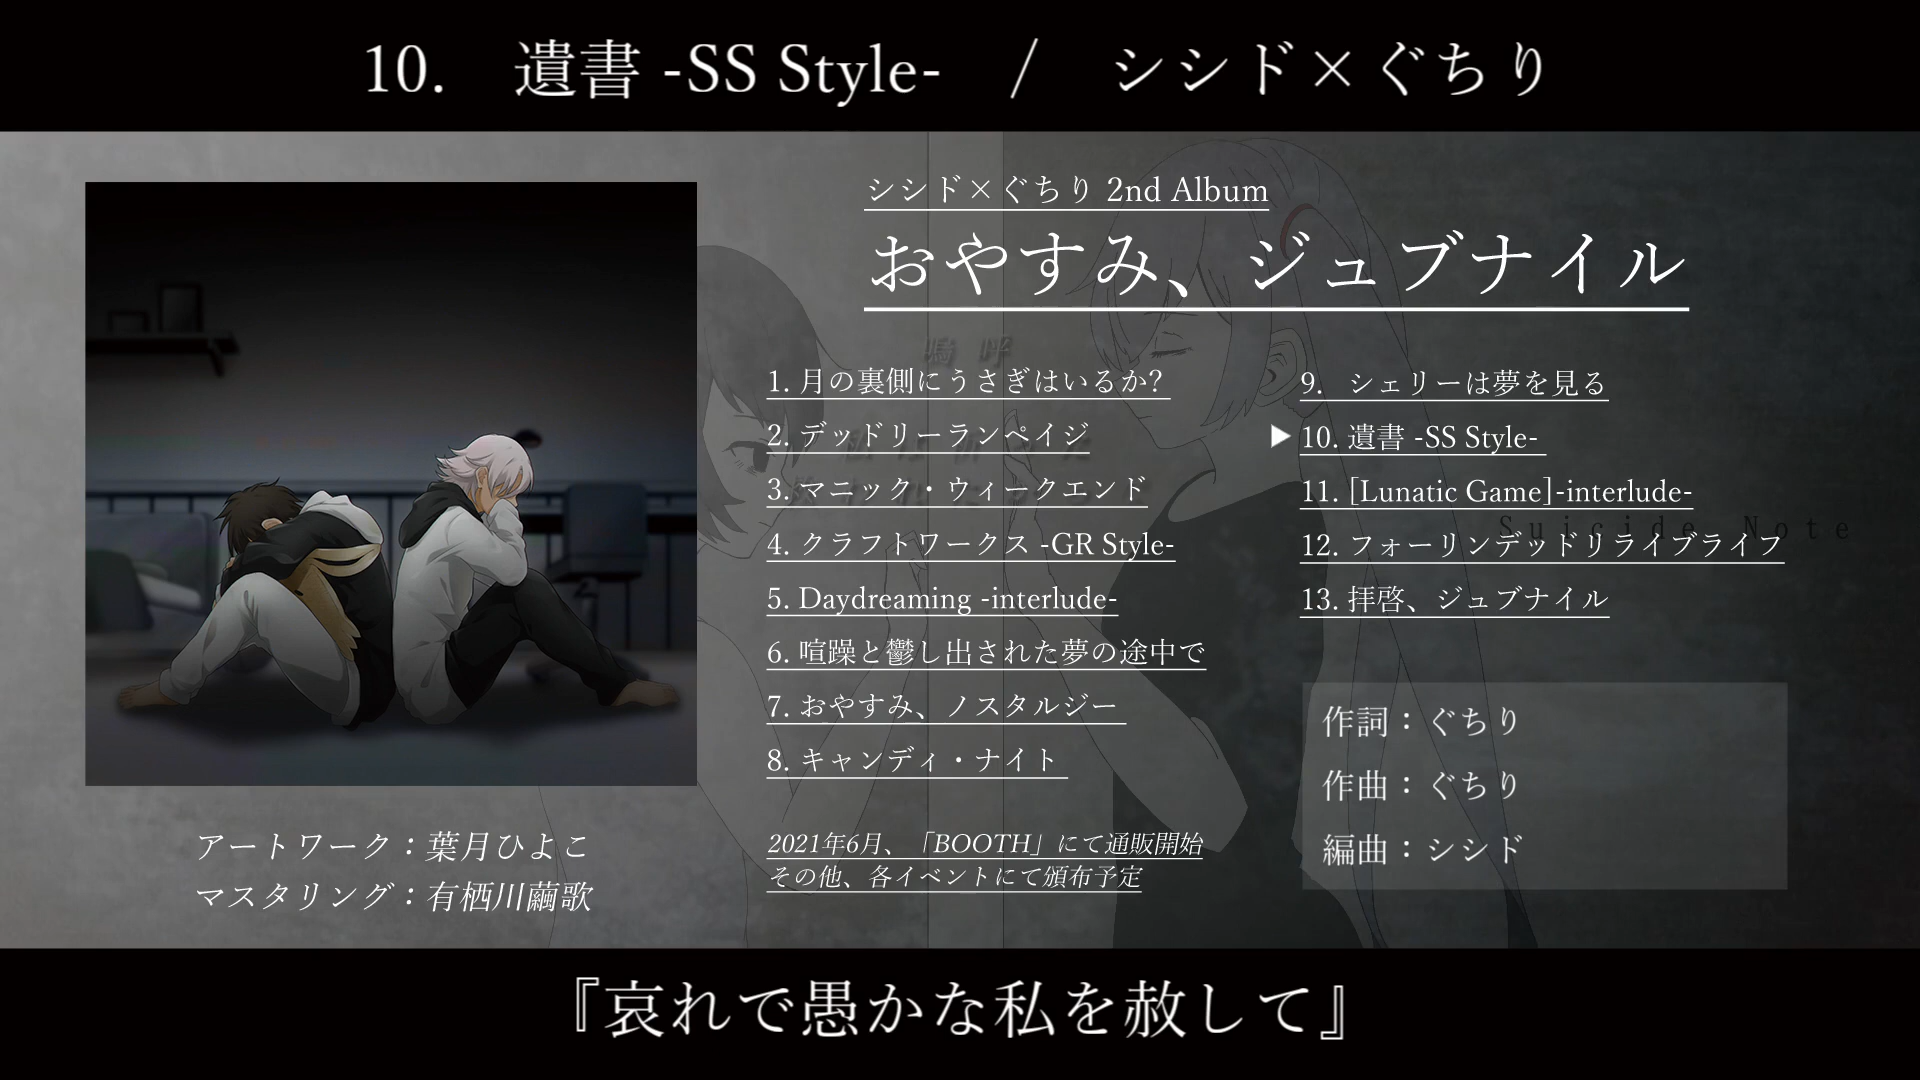 10. 遺書 -SS Style- / シシド×ぐちり
シシド×ぐちり 2nd Album
おやすみ、ジュブナイル
1. 月の裏側にうさぎはいるか?
2. デッドリーランペイジ
3. マニック・ウィークエンド
4. クラフトワークス -GR Style-
5. Daydreaming -interlude-
6. 喧躁と鬱し出された夢の途中で
7. おやすみ、ノスタルジー
8. キャンディ・ナイト
9. シェリーは夢を見る
▶ 10. 遺書 -SS Style-
11. [Lunatic Game]-interlude-
12. フォーリンデッドリライブライフ
13. 拝啓、ジュブナイル
嗚呼
Suicide Note
作詞：ぐちり
作曲：ぐちり
編曲：シシド
アートワーク：葉月ひよこ
マスタリング：有栖川繭歌
2021年6月、「BOOTH」にて通販開始
その他、各イベントにて頒布予定
『哀れで愚かな私を赦して』